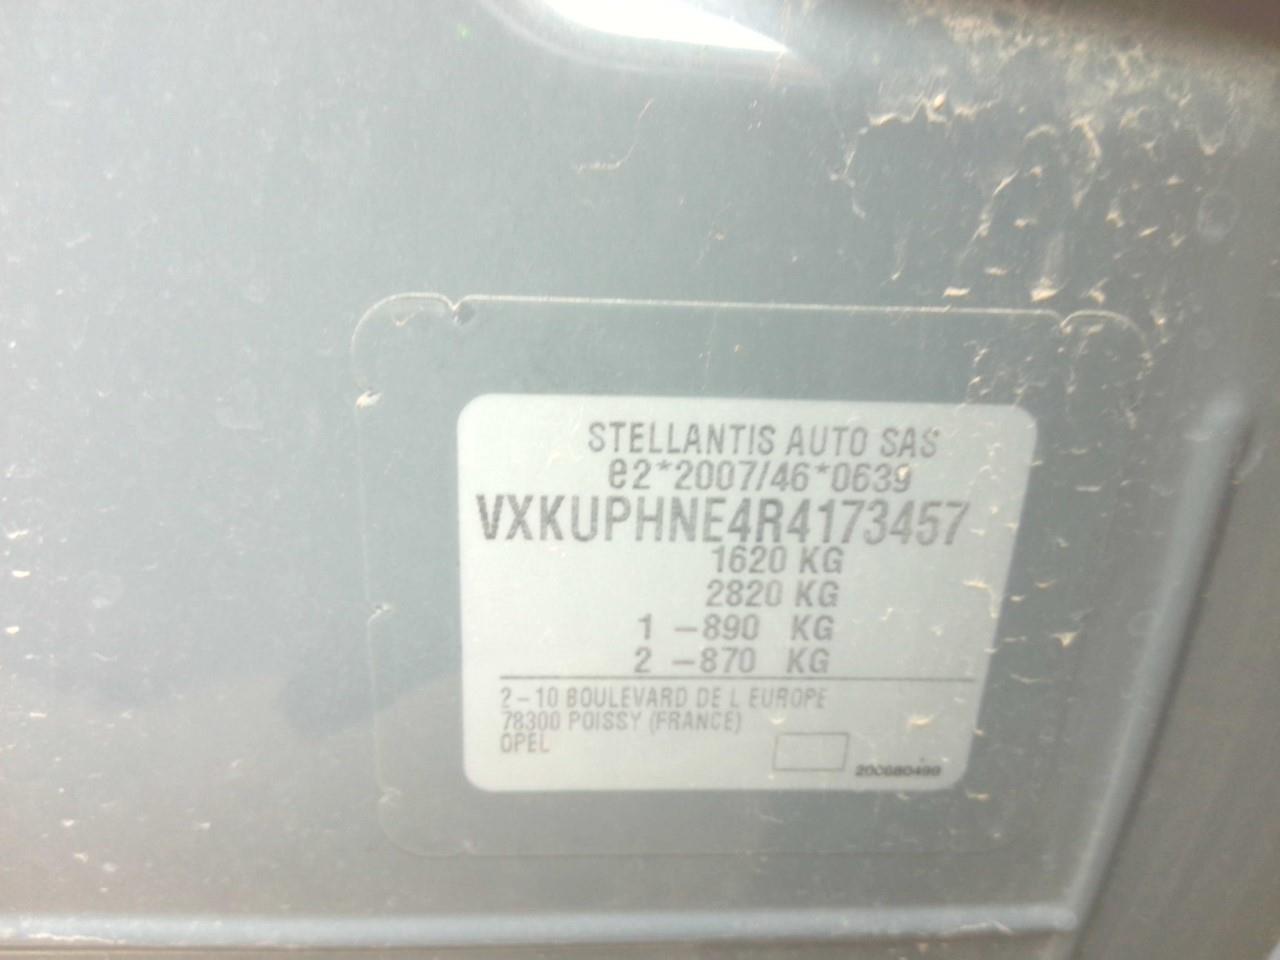 STELLANTIS AUTO SAS
e2*2007/46*0639
VXKUPHNE4R4173457
1620 KG
2820 KG
1 -890 KG
2 -870 KG
2-10 BOULEVARD DE L EUROPE
78300 POISSY (FRANCE)
OPEL
200680499